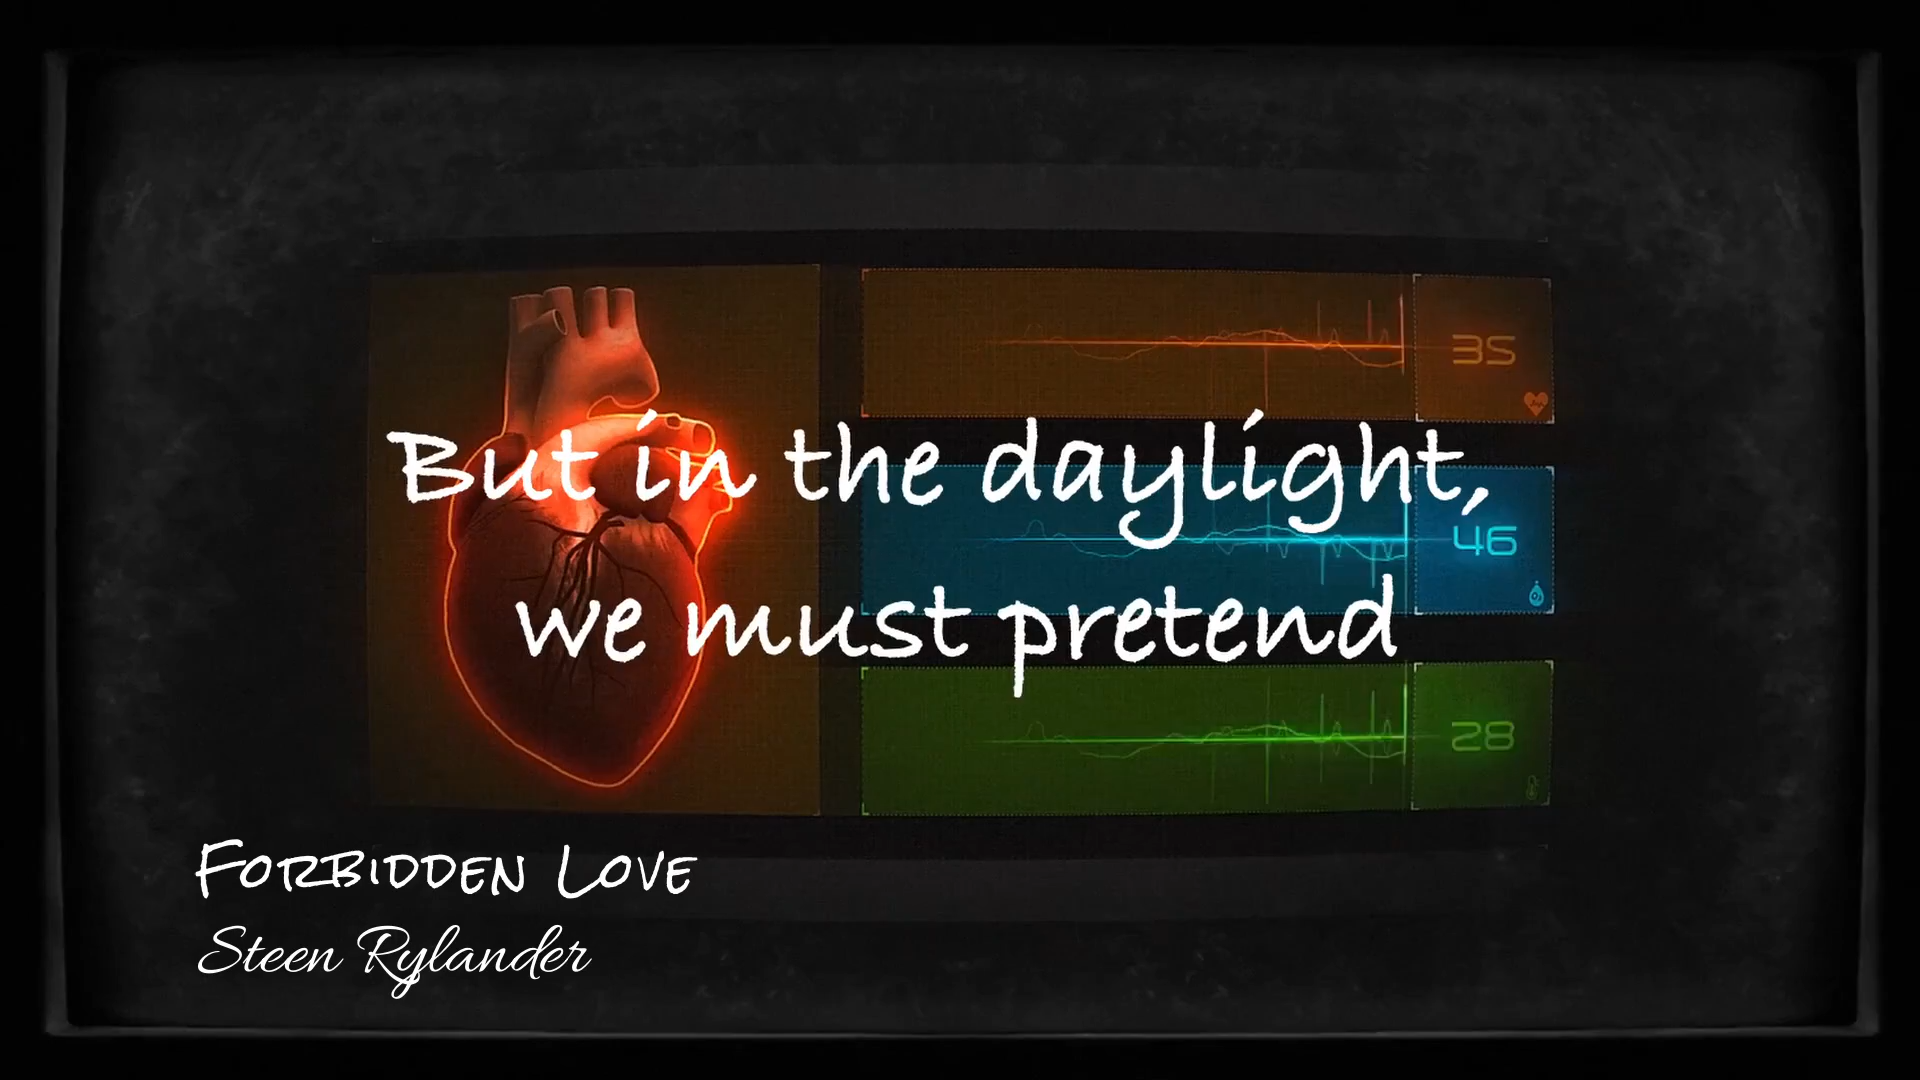 35
But in the daylight,
46
we must pretend
28
Forbidden Love
Steen Rylander